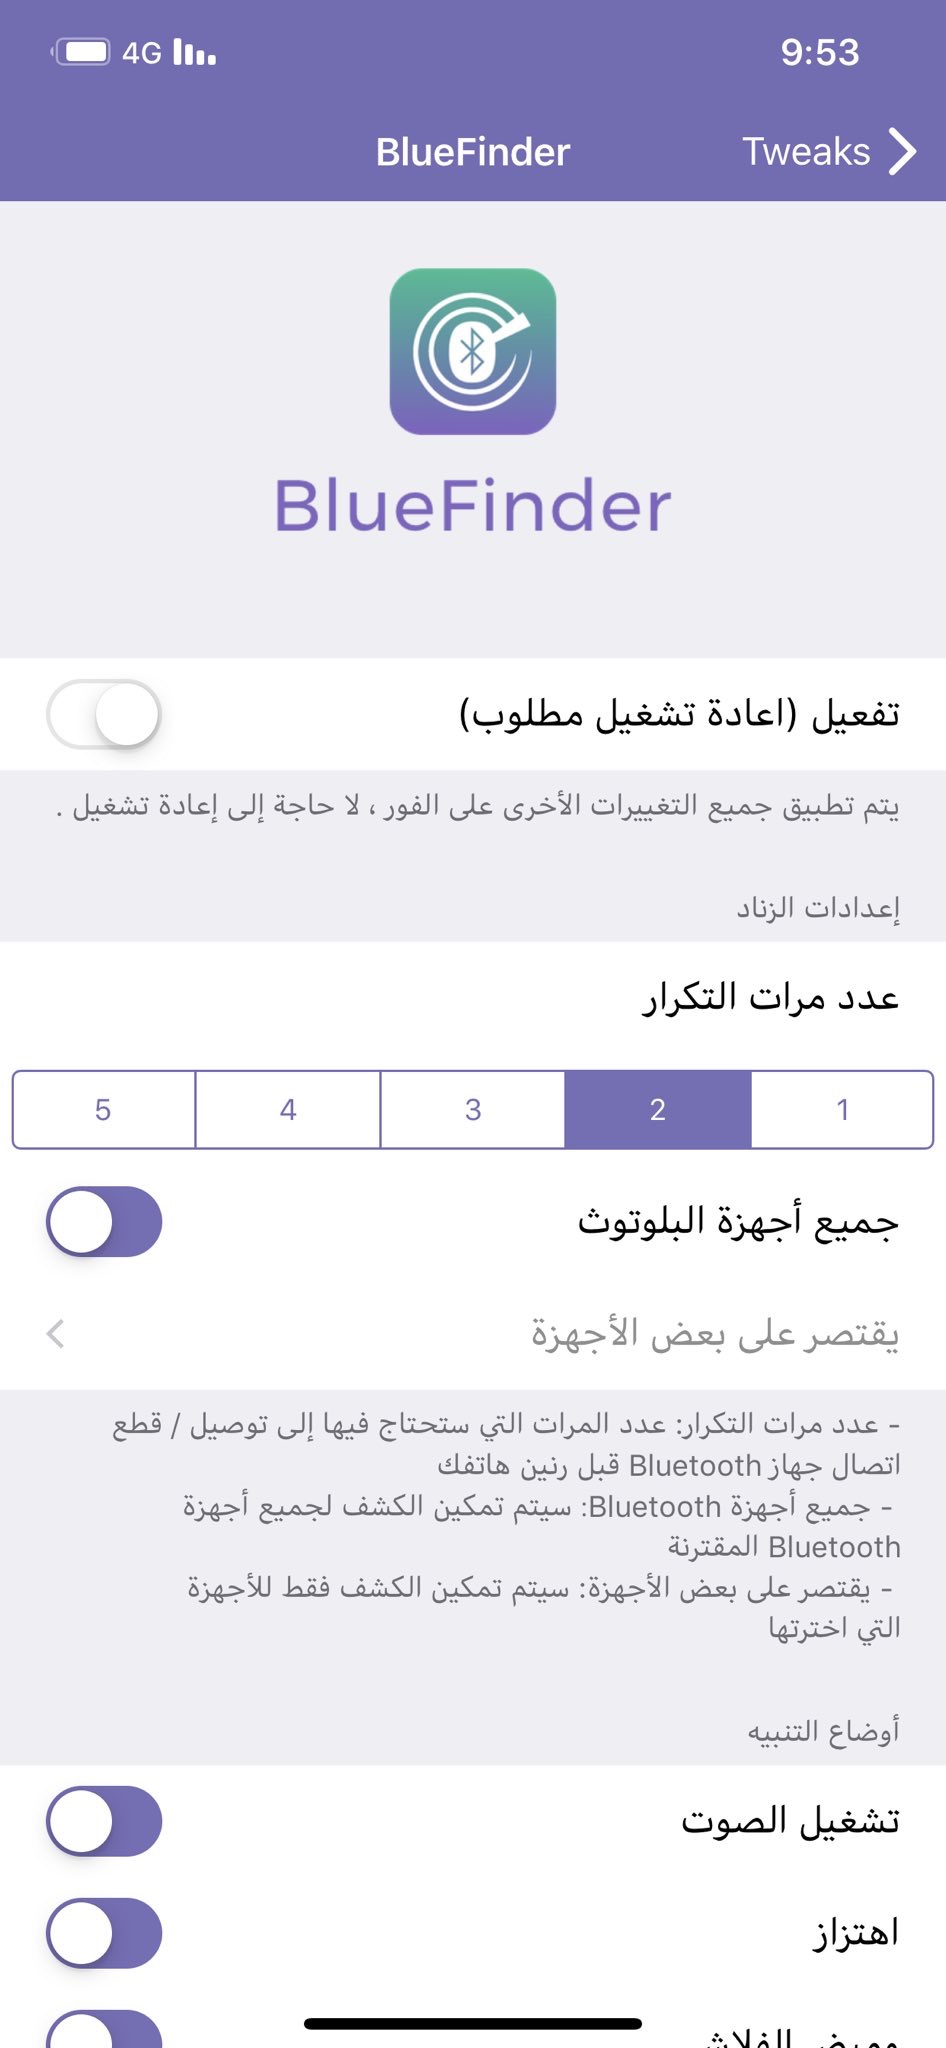 4G 9:53
BlueFinder
Tweaks
BlueFinder
تفعيل (اعادة تشغيل مطلوب)
يتم تطبيق جميع التغييرات الأخرى على الفور ، لا حاجة إلى إعادة تشغيل .
إعدادات الزناد
عدد مرات التكرار
1 2 3 4 5
جميع أجهزة البلوتوث
يقتصر على بعض الأجهزة
- عدد مرات التكرار: عدد المرات التي ستحتاج فيها إلى توصيل / قطع
اتصال جهاز Bluetooth قبل رنين هاتفك
- جميع أجهزة Bluetooth: سيتم تمكين الكشف لجميع أجهزة
Bluetooth المقترنة
- يقتصر على بعض الأجهزة: سيتم تمكين الكشف فقط للأجهزة
التي اخترتها
أوضاع التنبيه
تشغيل الصوت
اهتزاز